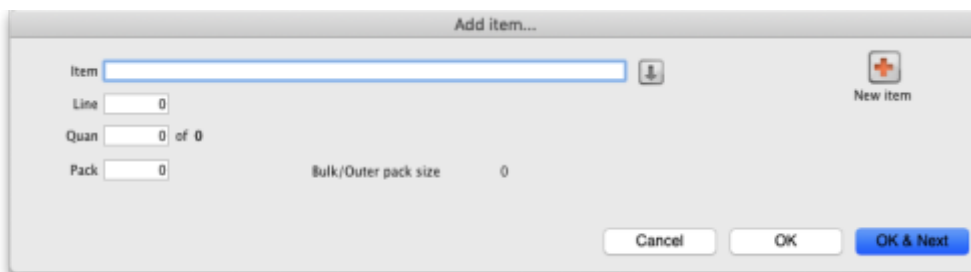 Add item...
Item
New item
Line 0
Quan 0 of 0
Pack 0 Bulk/Outer pack size 0
Cancel OK OK & Next